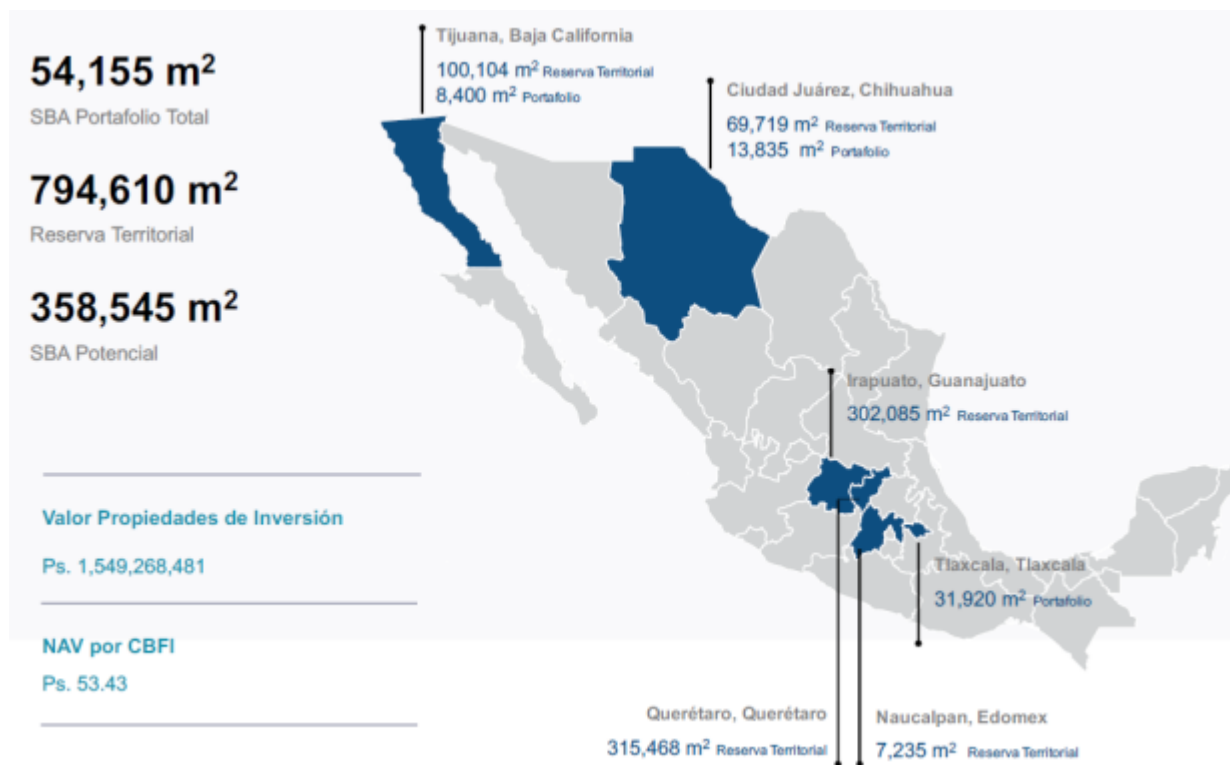 54,155 m²
SBA Portafolio Total
794,610 m²
Reserva Territorial
358,545 m²
SBA Potencial
Valor Propiedades de Inversión
Ps. 1,549,268,481
NAV por CBFI
Ps. 53.43
Tijuana, Baja California
100,104 m² Reserva Territorial
8,400 m² Portafolio
Ciudad Juárez, Chihuahua
69,719 m² Reserva Territorial
13,835 m² Portafolio
Irapuato, Guanajuato
302,085 m² Reserva Territorial
Tlaxcala, Tlaxcala
31,920 m² Portafolio
Querétaro, Querétaro
315,468 m² Reserva Territorial
Naucalpan, Edomex
7,235 m² Reserva Territorial